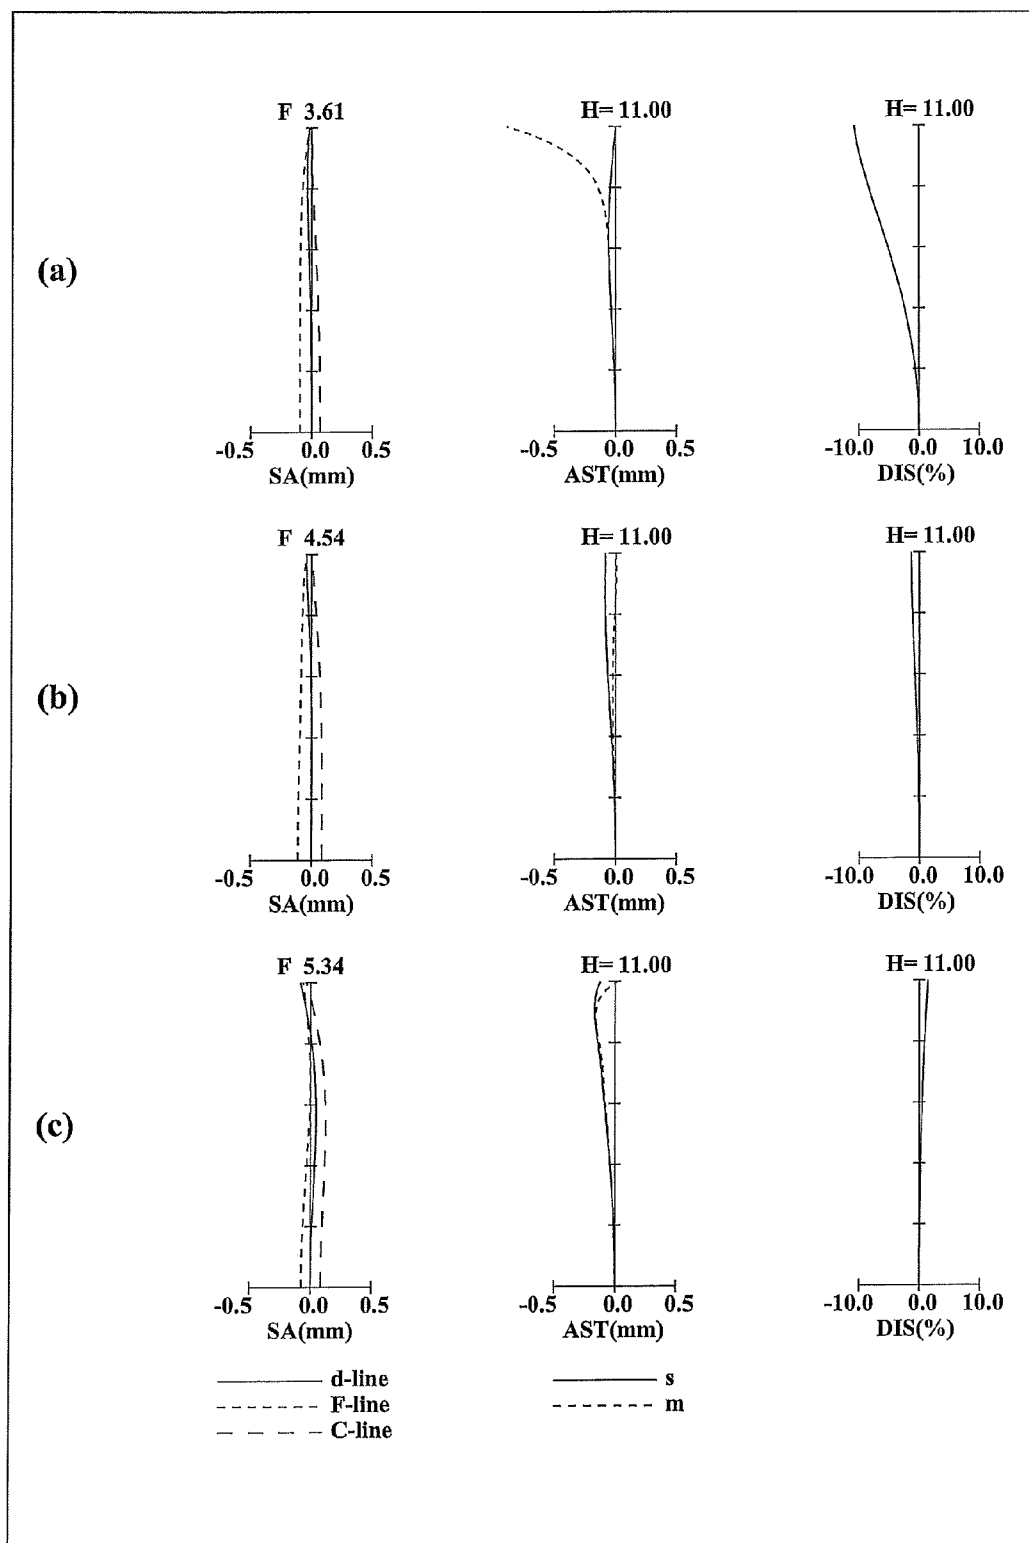 F 3.61 H= 11.00 H= 11.00
(a)
-0.5 0.0 0.5 -0.5 0.0 0.5 -10.0 0.0 10.0
SA(mm) AST(mm) DIS(%)
F 4.54 H= 11.00 H= 11.00
(b)
-0.5 0.0 0.5 -0.5 0.0 0.5 -10.0 0.0 10.0
SA(mm) AST(mm) DIS(%)
F 5.34 H= 11.00 H= 11.00
(c)
-0.5 0.0 0.5 -0.5 0.0 0.5 -10.0 0.0 10.0
SA(mm) AST(mm) DIS(%)
d-line s
F-line m
C-line